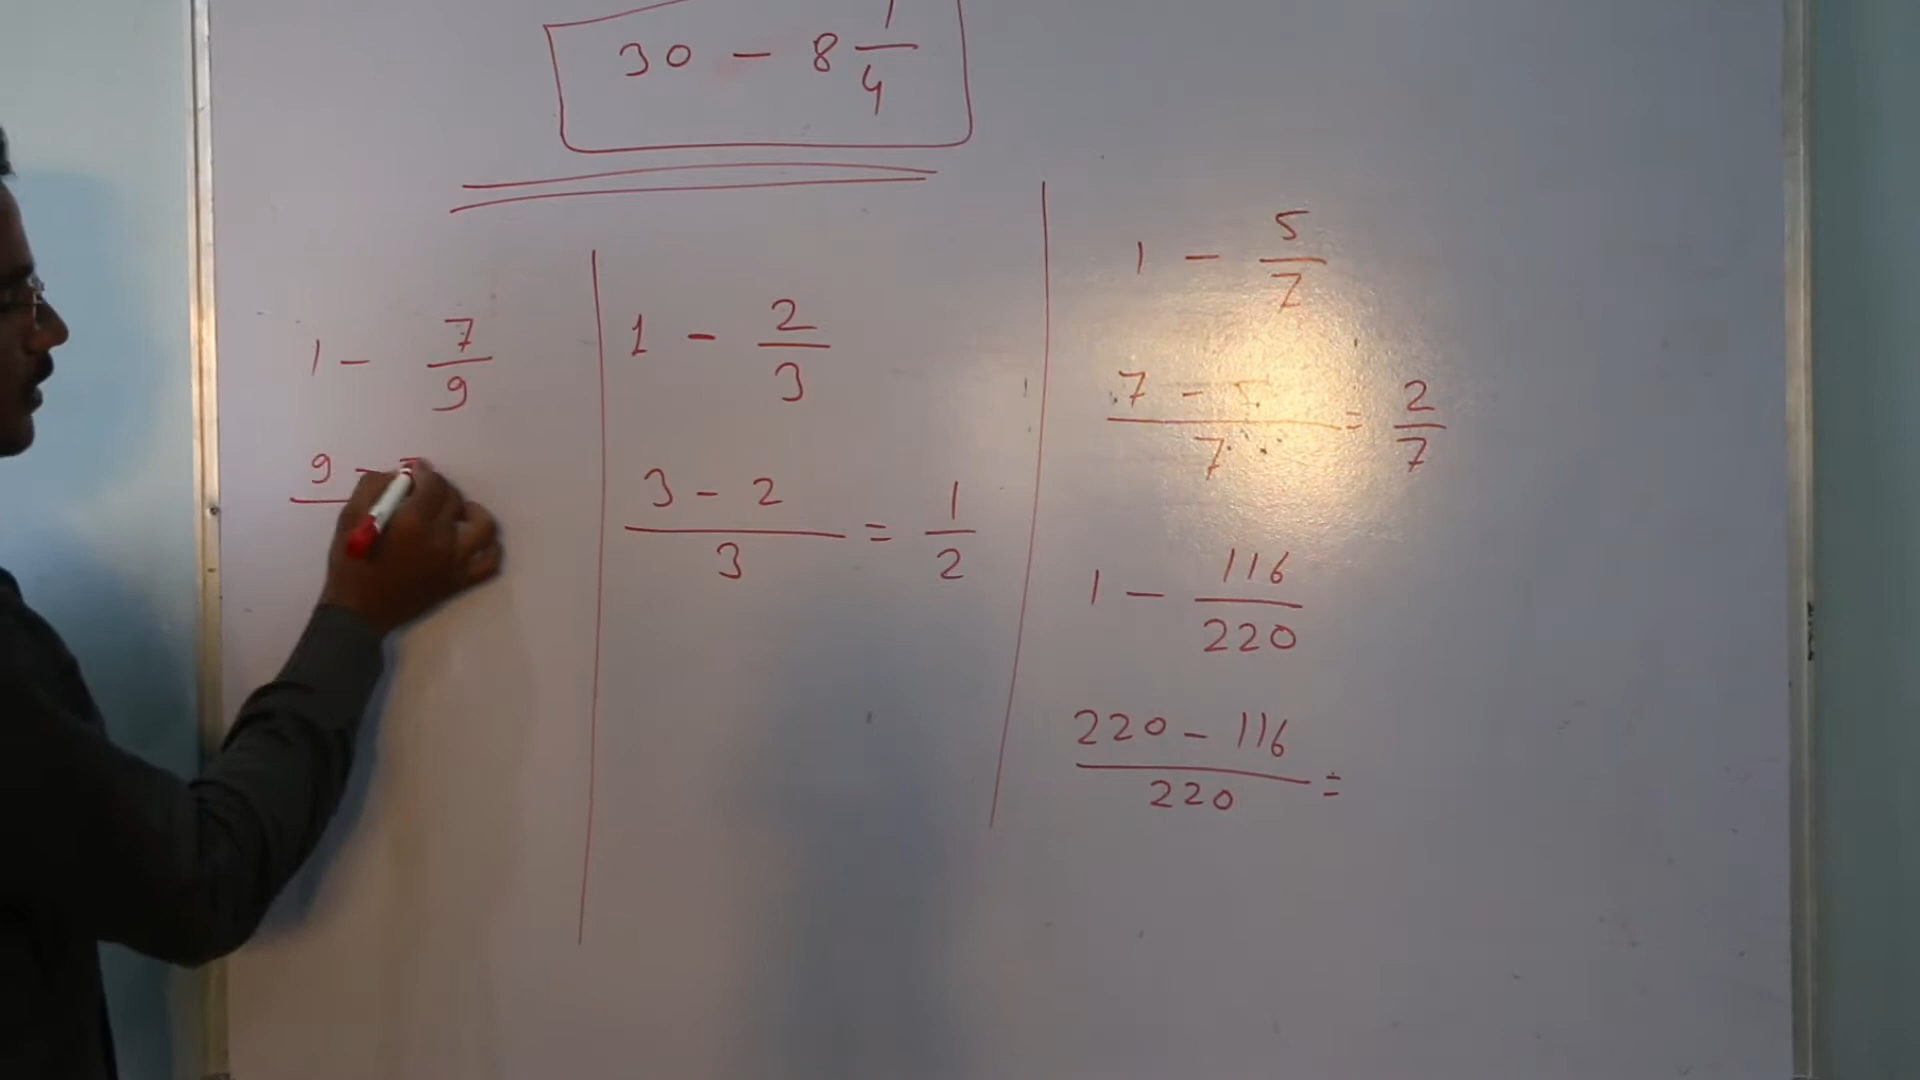 30 - 8 1/4
1 - 7/9
9 - 7
1 - 2/3
(3 - 2)/3 = 1/2
1 - 5/7
(7 - 5)/7 = 2/7
1 - 116/220
(220 - 116)/220 =